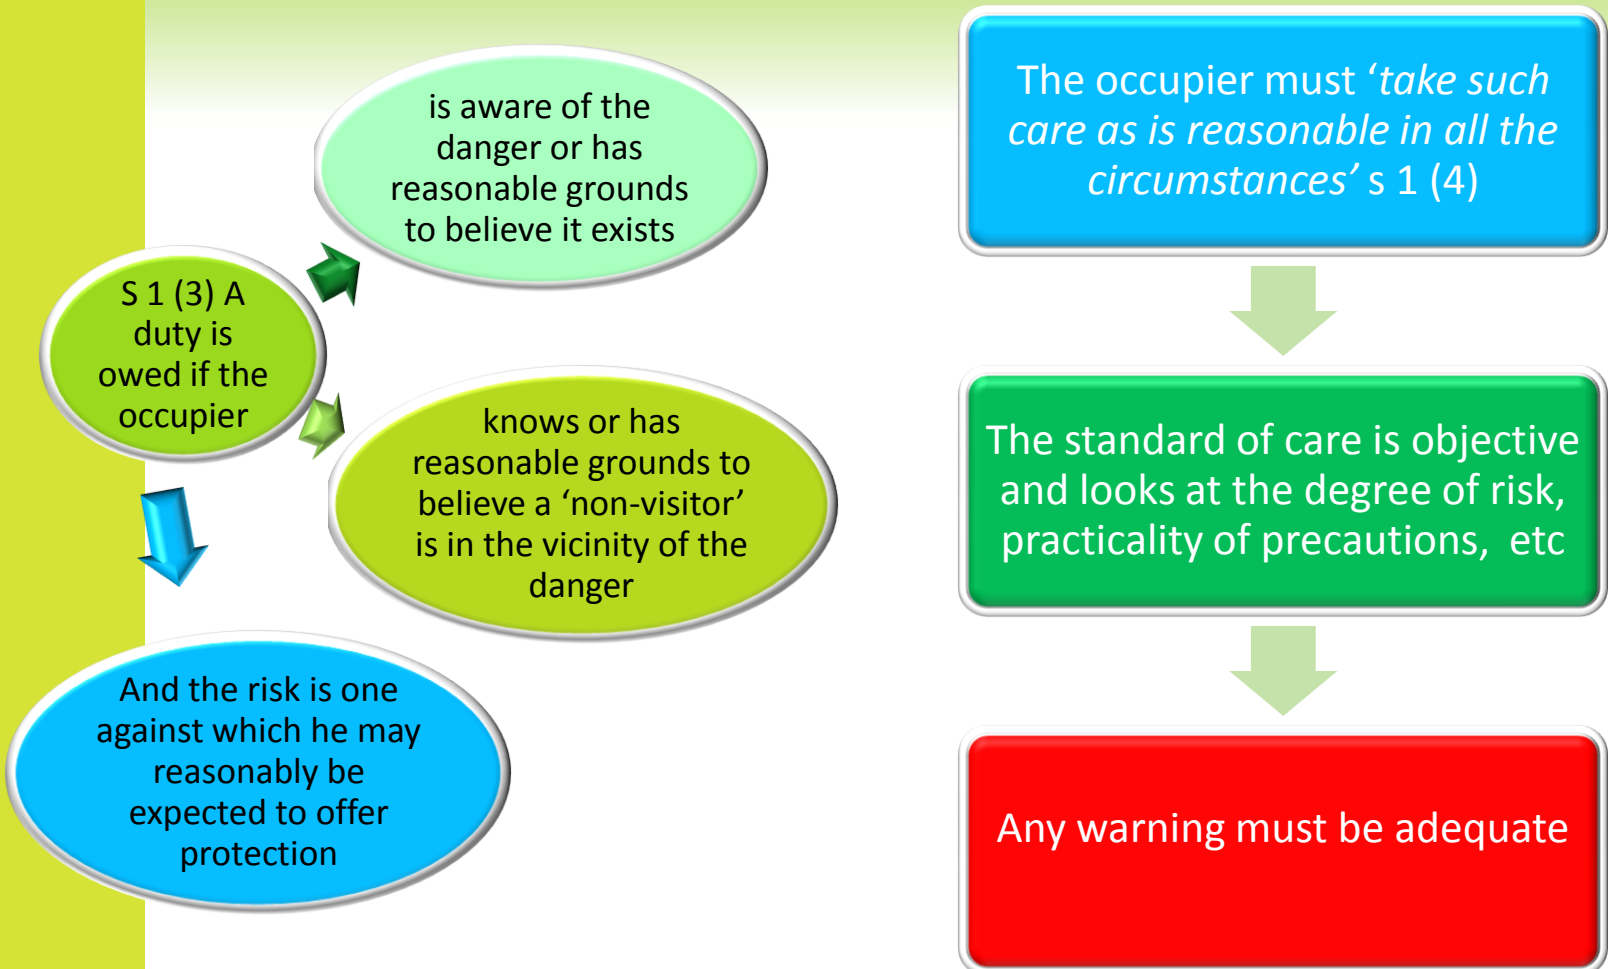 S 1 (3) A
duty is
owed if the
occupier
is aware of the
danger or has
reasonable grounds
to believe it exists
knows or has
reasonable grounds to
believe a ‘non-visitor’
is in the vicinity of the
danger
And the risk is one
against which he may
reasonably be
expected to offer
protection
The occupier must ‘take such
care as is reasonable in all the
circumstances’ s 1 (4)
The standard of care is objective
and looks at the degree of risk,
practicality of precautions, etc
Any warning must be adequate